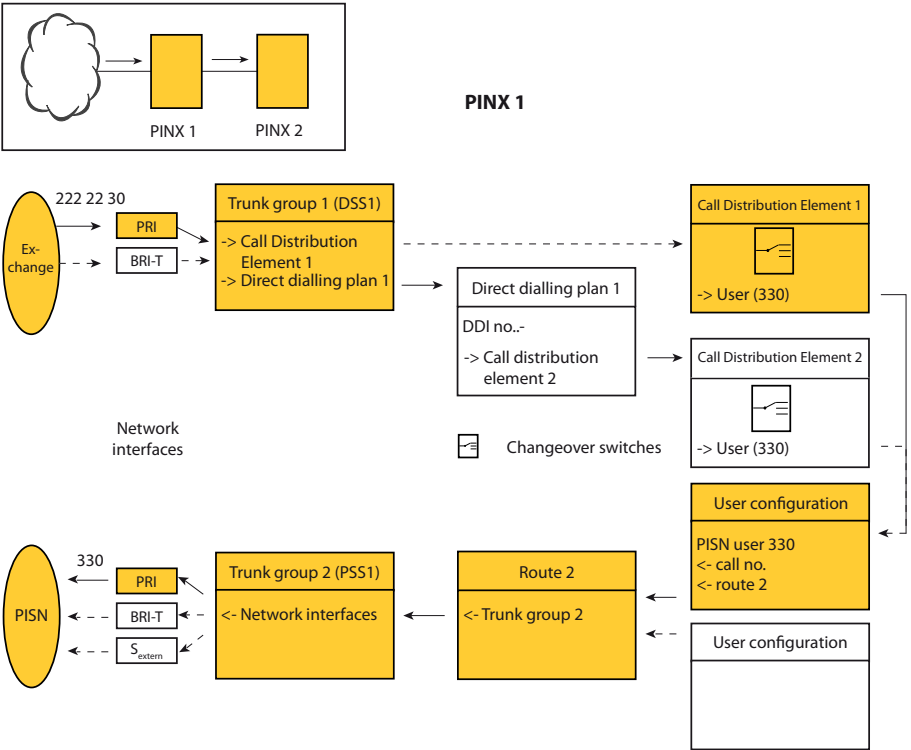 PINX 1
PINX 2
PINX 1
222 22 30
Ex-
change
PRI
BRI-T
Trunk group 1 (DSS1)
-> Call Distribution
Element 1
-> Direct dialling plan 1
Direct dialling plan 1
DDI no..-
-> Call distribution
element 2
Call Distribution Element 1
-> User (330)
Call Distribution Element 2
-> User (330)
Network
interfaces
Changeover switches
User configuration
PISN user 330
<- call no.
<- route 2
User configuration
Route 2
<- Trunk group 2
Trunk group 2 (PSS1)
<- Network interfaces
330
PRI
BRI-T
Sextern
PISN